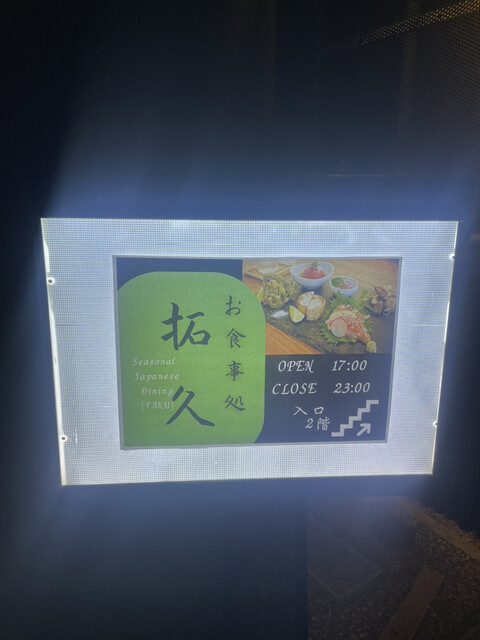 お食事処
拓久
Seasonal
Japanese
Dining
[TAKU]
OPEN 17:00
CLOSE 23:00
入口
2階